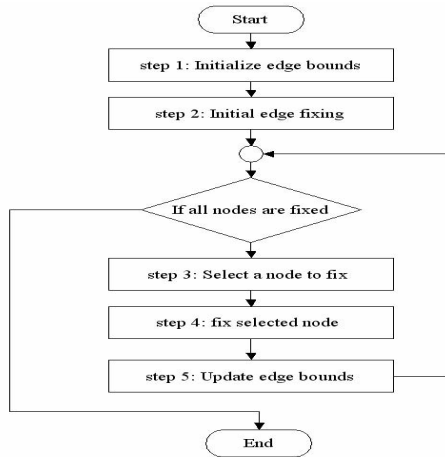 Start
step 1: Initialize edge bounds
step 2: Initial edge fixing
If all nodes are fixed
step 3: Select a node to fix
step 4: fix selected node
step 5: Update edge bounds
End